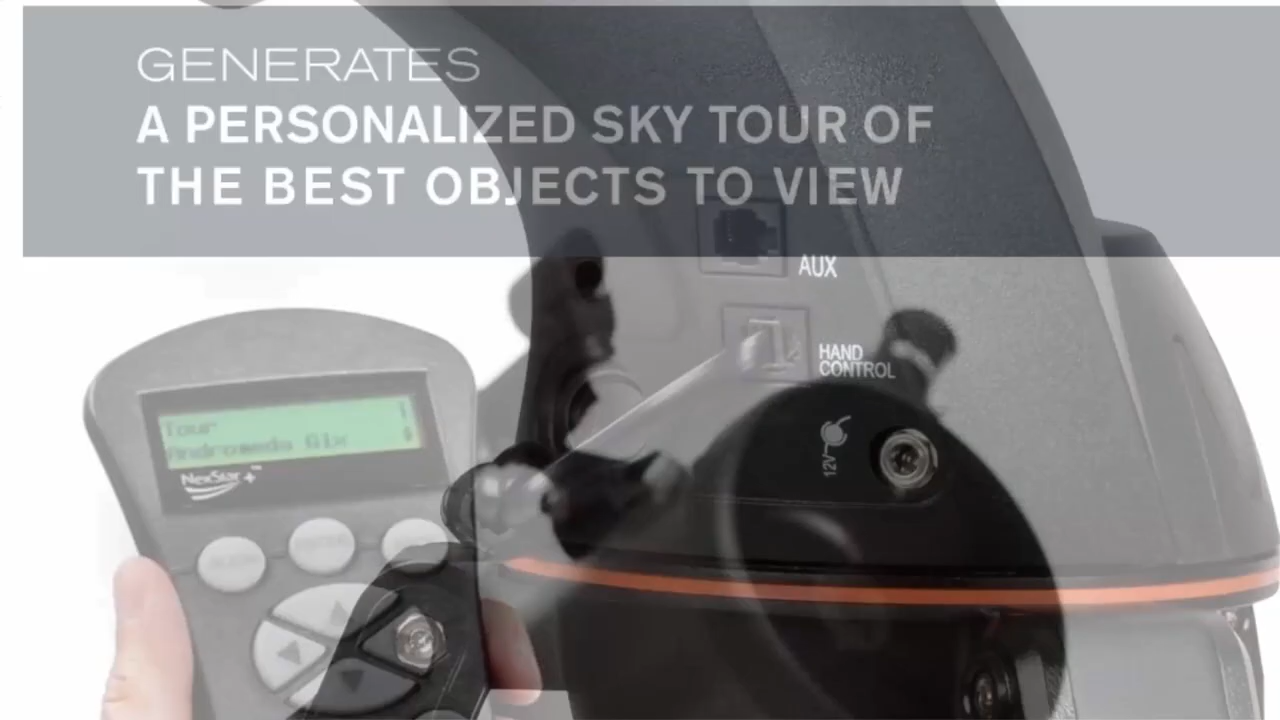 GENERATES
A PERSONALIZED SKY TOUR OF
THE BEST OBJECTS TO VIEW
AUX
HAND
CONTROL
12V
Tour
Andromeda Glx
NexStar+